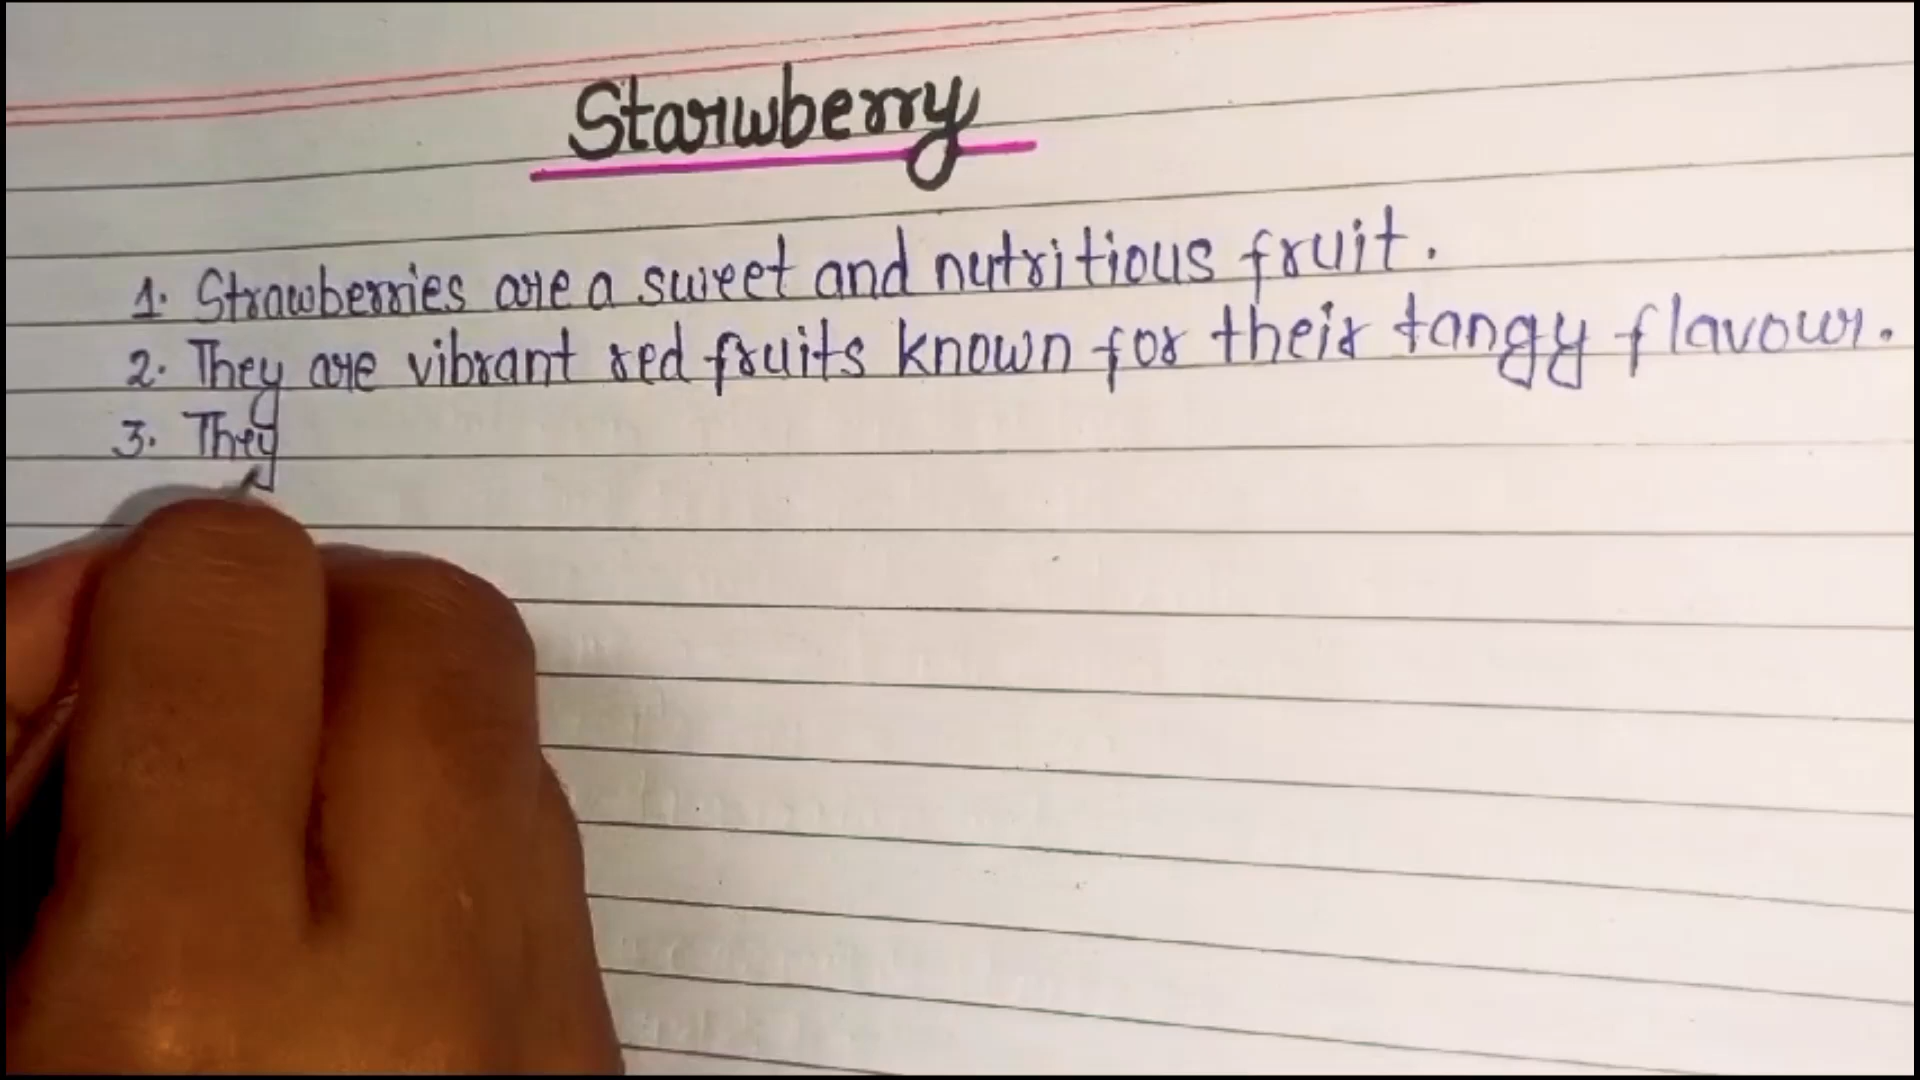 Starwberry
1. Strawberries are a sweet and nutritious fruit.
2. They are vibrant red fruits known for their tangy flavour.
3. They